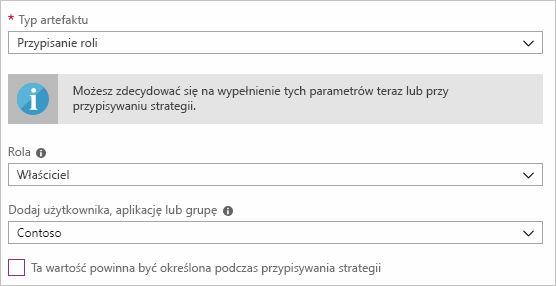 * Typ artefaktu
Przypisanie roli
Możesz zdecydować się na wypełnienie tych parametrów teraz lub przy
przypisywaniu strategii.
Rola
Właściciel
Dodaj użytkownika, aplikację lub grupę
Contoso
Ta wartość powinna być określona podczas przypisywania strategii